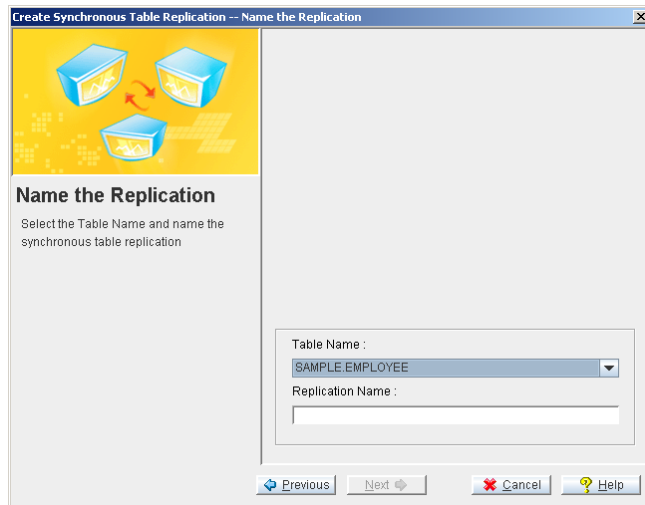 Create Synchronous Table Replication -- Name the Replication
Name the Replication
Select the Table Name and name the
synchronous table replication
Table Name :
SAMPLE.EMPLOYEE
Replication Name :
Previous
Next
Cancel
Help